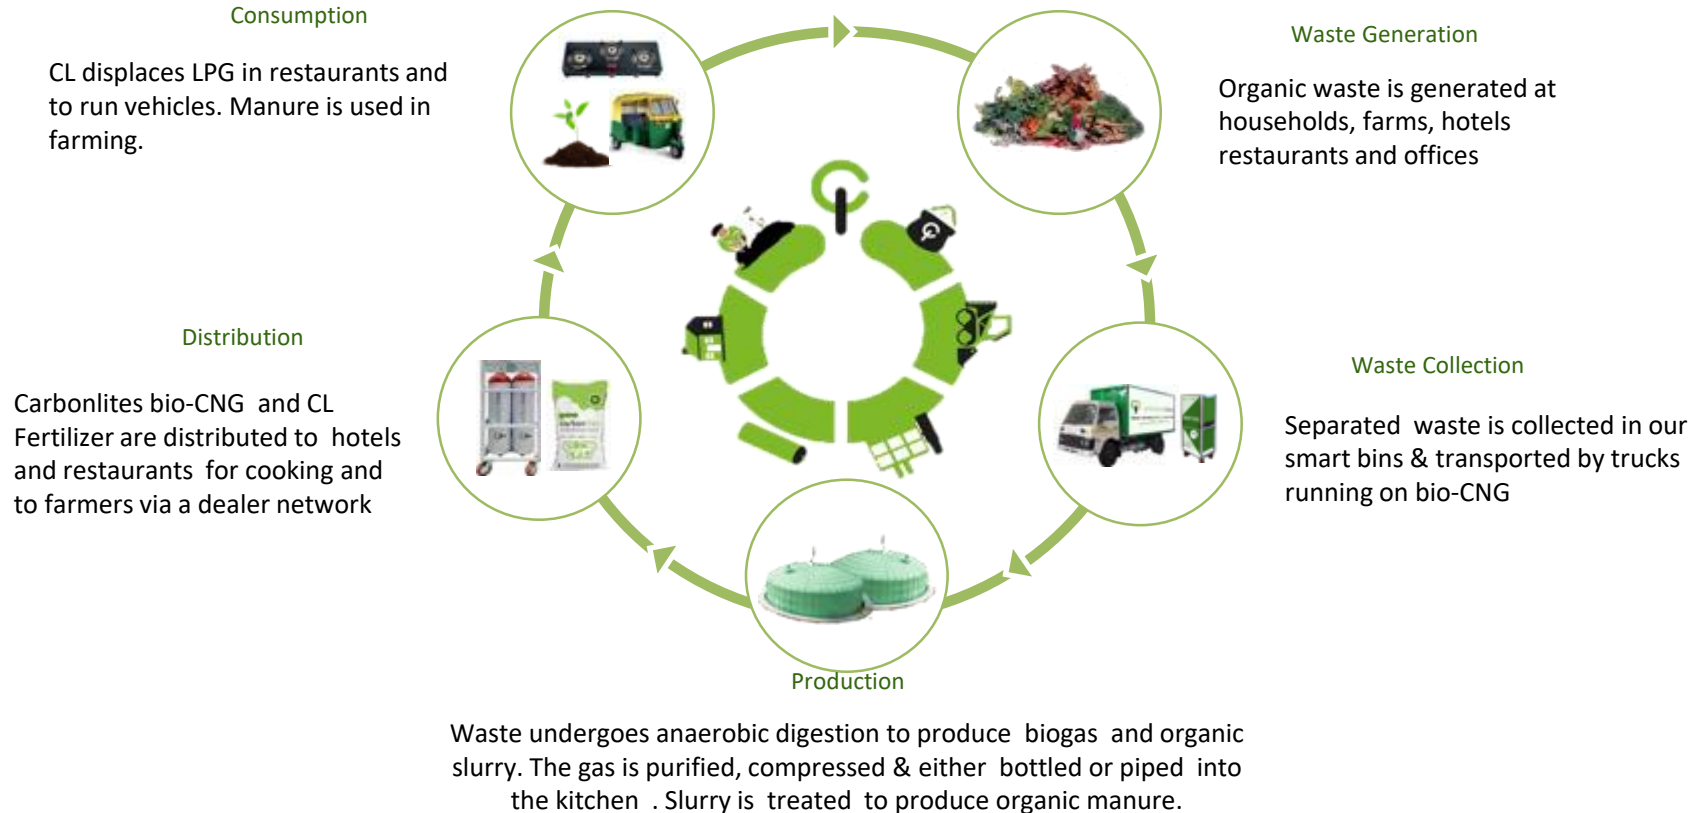 Consumption
CL displaces LPG in restaurants and
to run vehicles. Manure is used in
farming.
Waste Generation
Organic waste is generated at
households, farms, hotels
restaurants and offices
Distribution
Carbonlites bio-CNG and CL
Fertilizer are distributed to hotels
and restaurants for cooking and
to farmers via a dealer network
Waste Collection
Separated waste is collected in our
smart bins & transported by trucks
running on bio-CNG
Production
Waste undergoes anaerobic digestion to produce biogas and organic
slurry. The gas is purified, compressed & either bottled or piped into
the kitchen . Slurry is treated to produce organic manure.